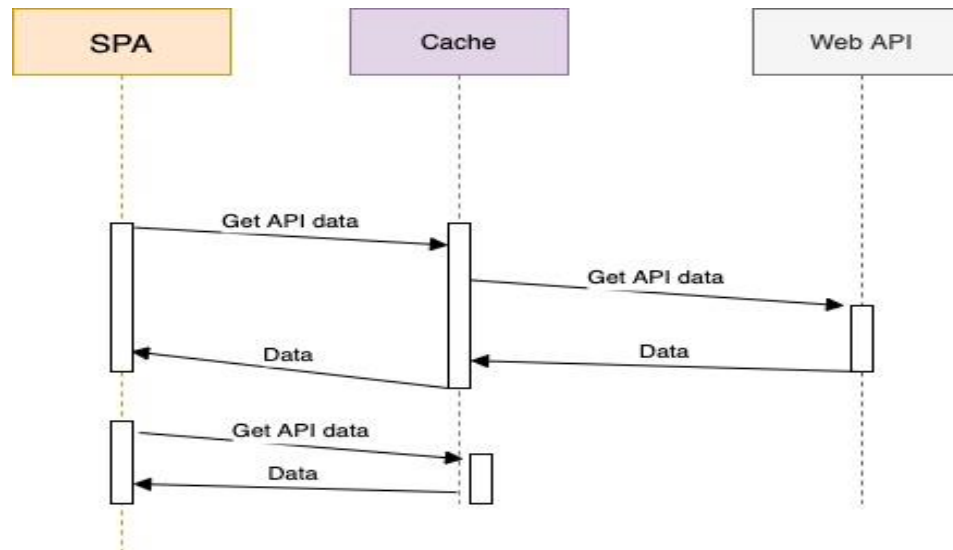 SPA
Cache
Web API
Get API data
Get API data
Data
Data
Get API data
Data